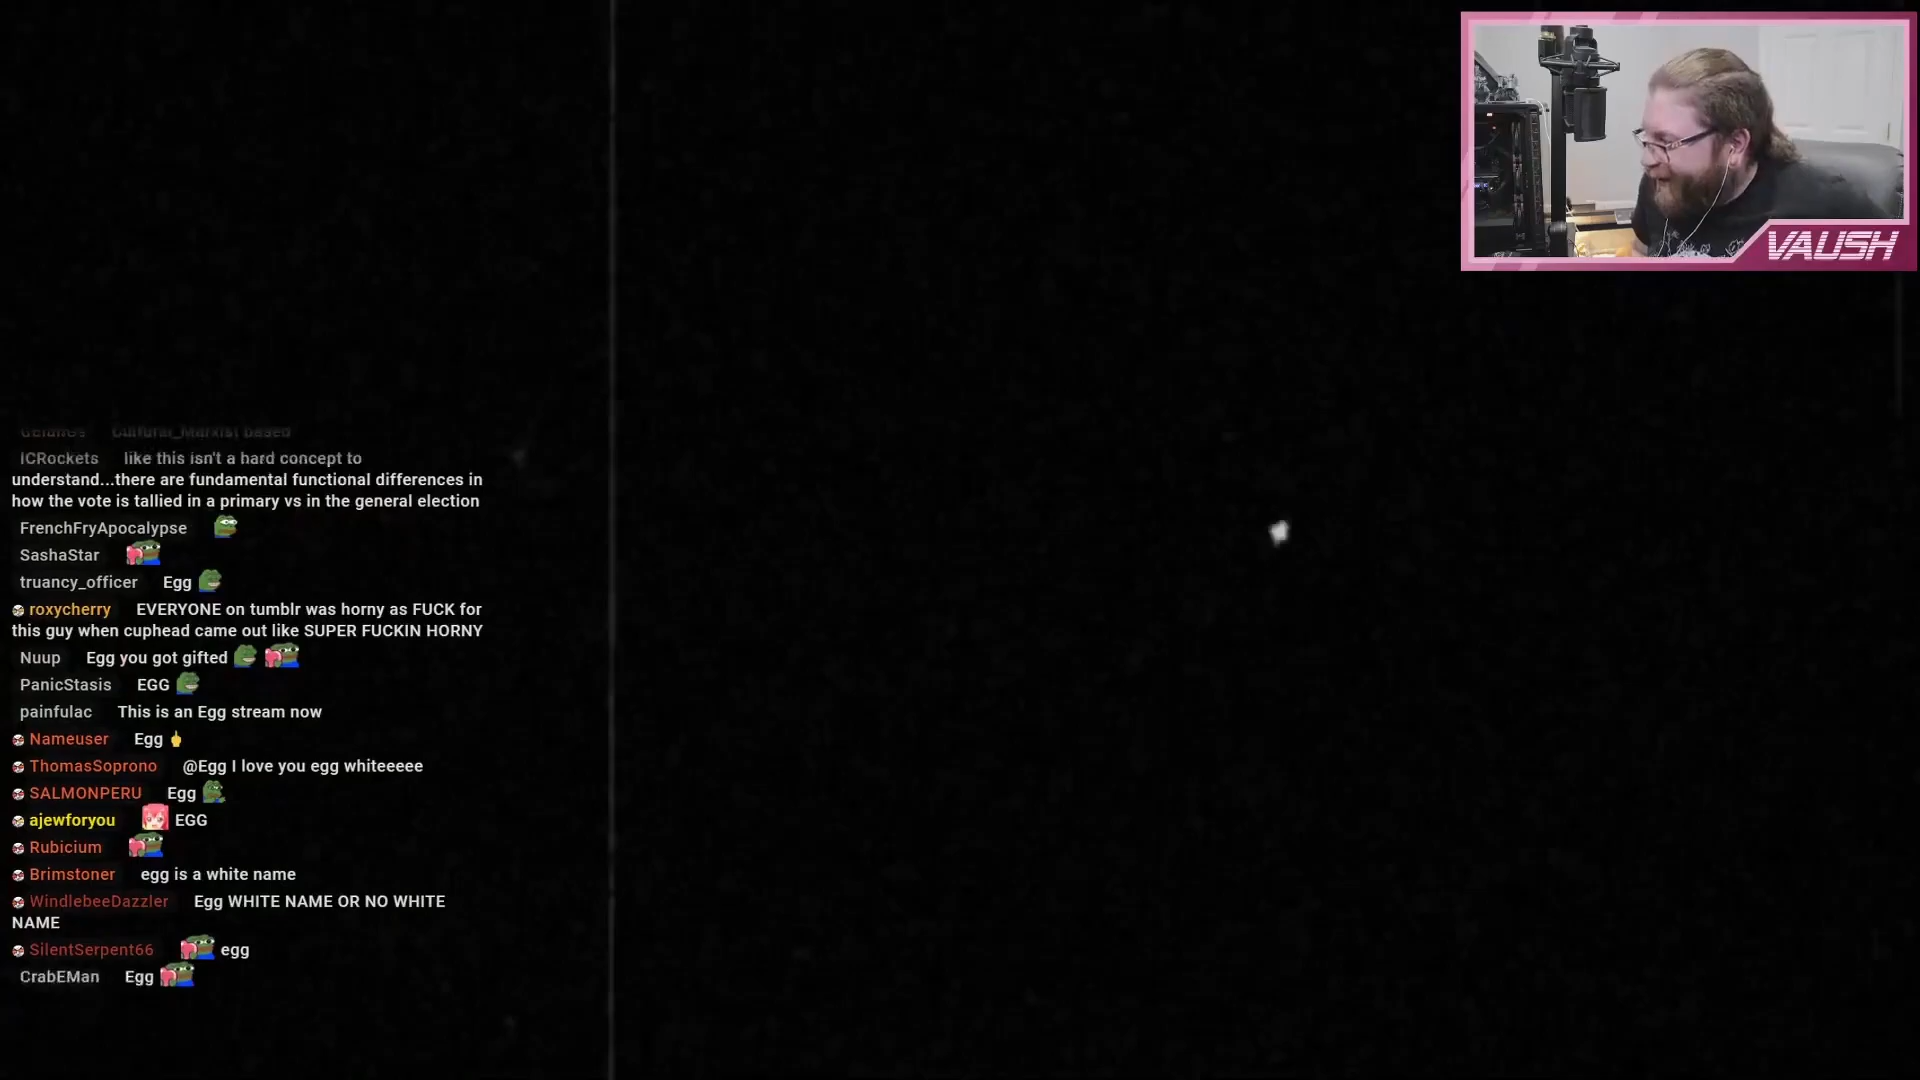 VAUSH
Cultural_Marxist based
ICRockets like this isn't a hard concept to
understand...there are fundamental functional differences in
how the vote is tallied in a primary vs in the general election
FrenchFryApocalypse
SashaStar
truancy_officer Egg
roxycherry EVERYONE on tumblr was horny as FUCK for
this guy when cuphead came out like SUPER FUCKIN HORNY
Nuup Egg you got gifted
PanicStasis EGG
painfulac This is an Egg stream now
Nameuser Egg
ThomasSoprono @Egg I love you egg whiteeeee
SALMONPERU Egg
ajewforyou EGG
Rubicium
Brimstoner egg is a white name
WindlebeeDazzler Egg WHITE NAME OR NO WHITE
NAME
SilentSerpent66 egg
CrabEMan Egg